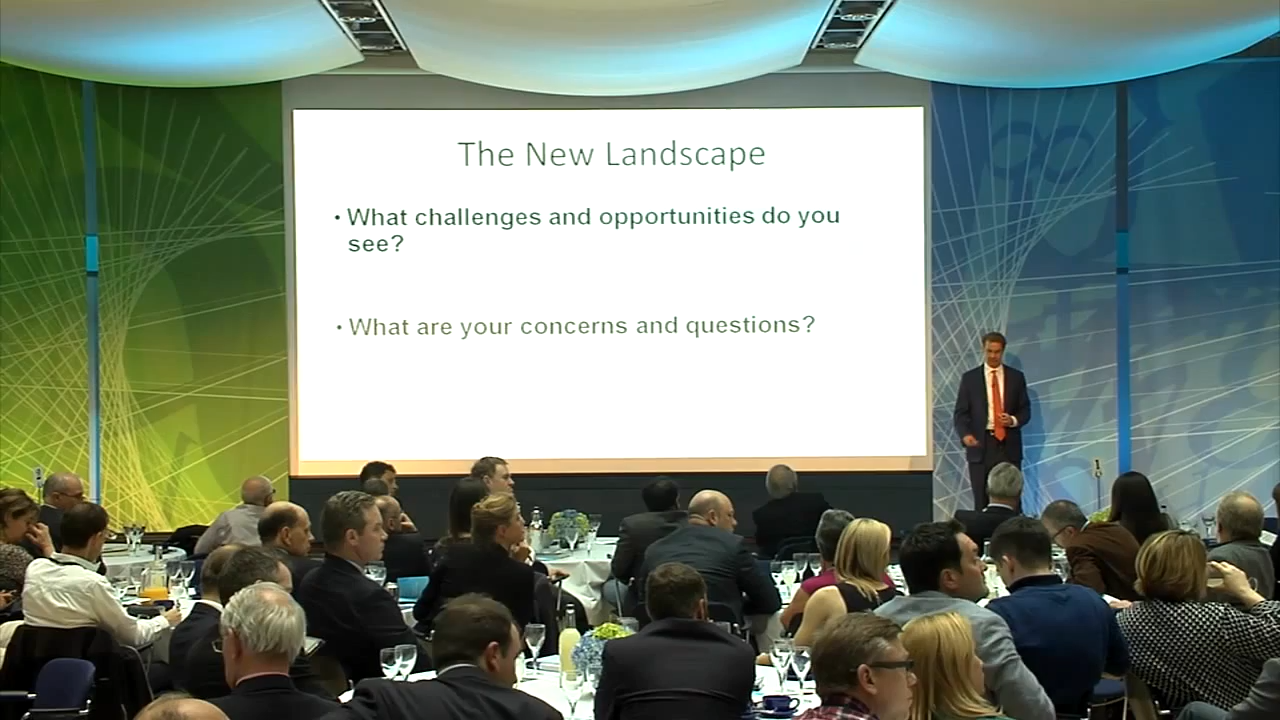 The New Landscape
• What challenges and opportunities do you
see?
• What are your concerns and questions?